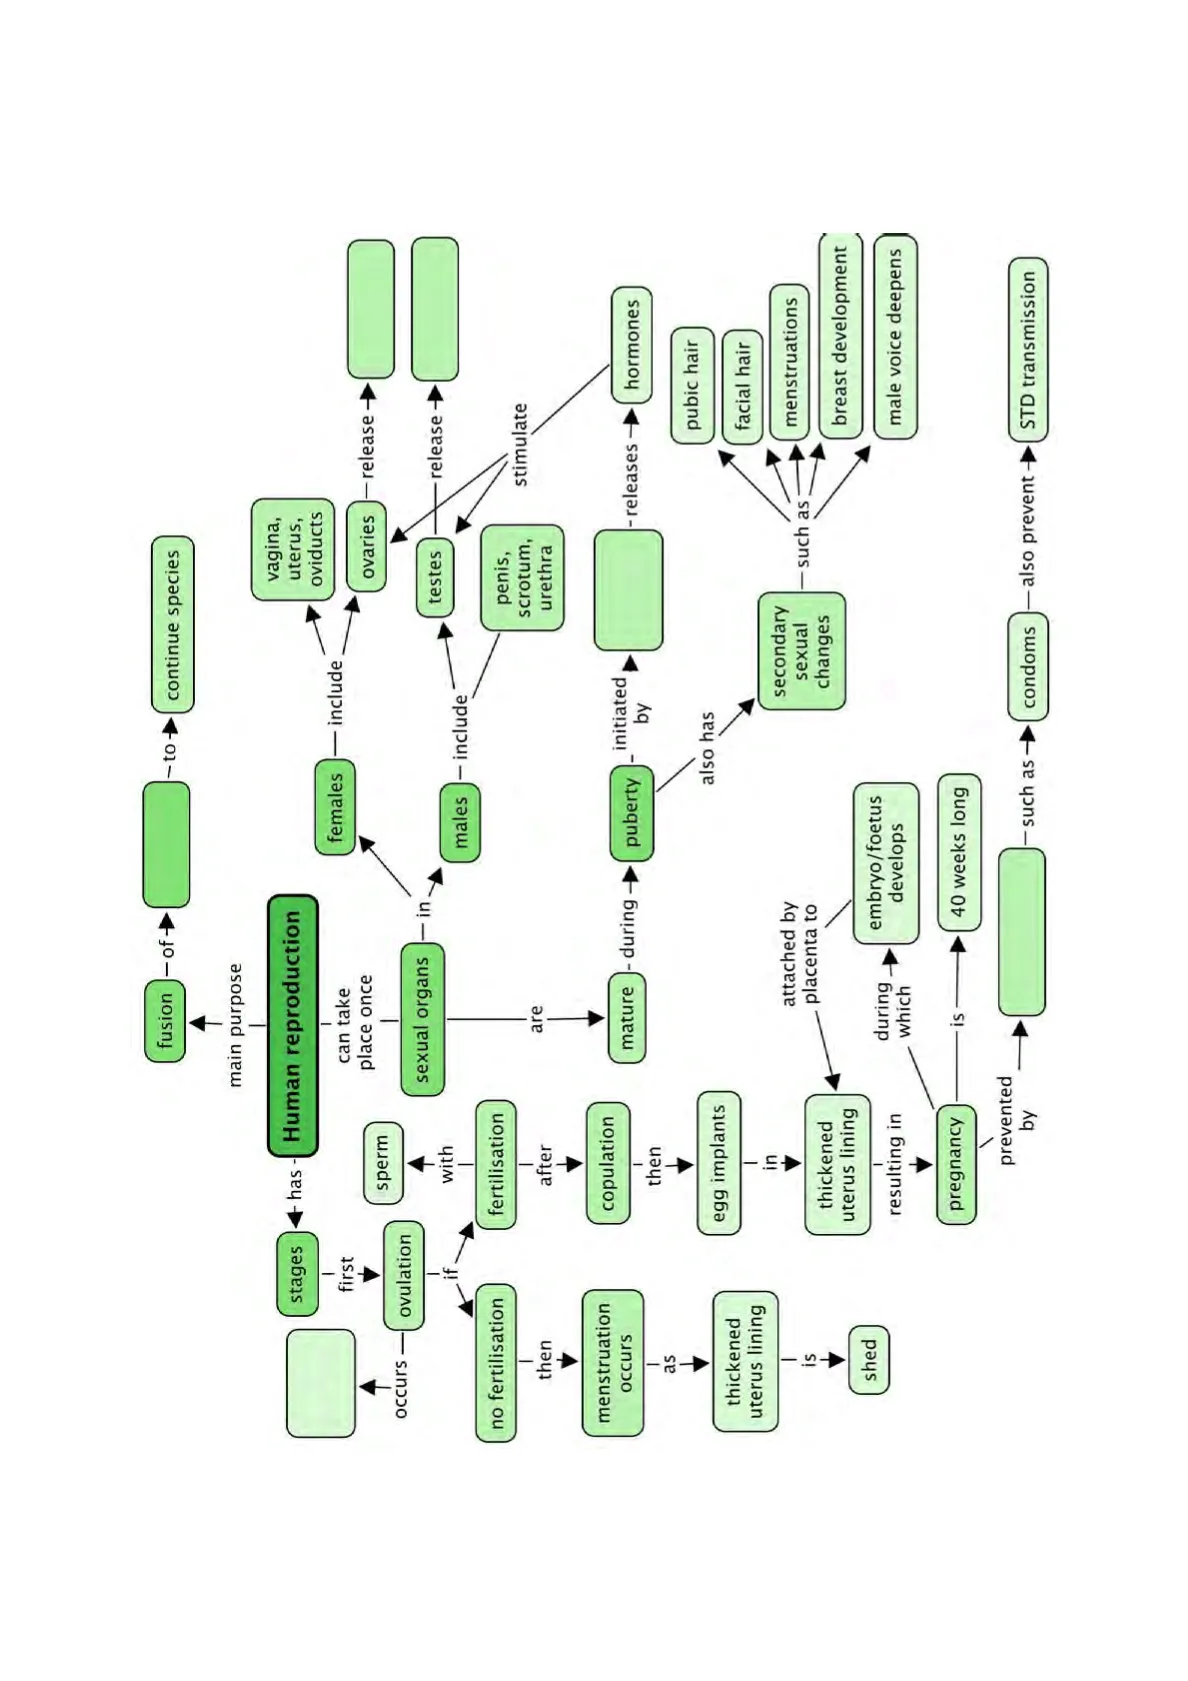 fusion
of
to
continue species
main purpose
Human reproduction
has
stages
can take
place once
sexual organs
in
females
include
vagina,
uterus,
oviducts
ovaries
release
males
include
testes
release
penis,
scrotum,
urethra
stimulate
are
mature
during
puberty
initiated
by
releases
hormones
also has
secondary
sexual
changes
such as
pubic hair
facial hair
menstruations
breast development
male voice deepens
first
ovulation
occurs
if
no fertilisation
then
menstruation
occurs
as
thickened
uterus lining
is
shed
fertilisation
with
sperm
after
copulation
then
egg implants
in
thickened
uterus lining
resulting in
pregnancy
during
which
embryo/foetus
develops
attached by
placenta to
is
40 weeks long
prevented
by
such as
condoms
also prevent
STD transmission